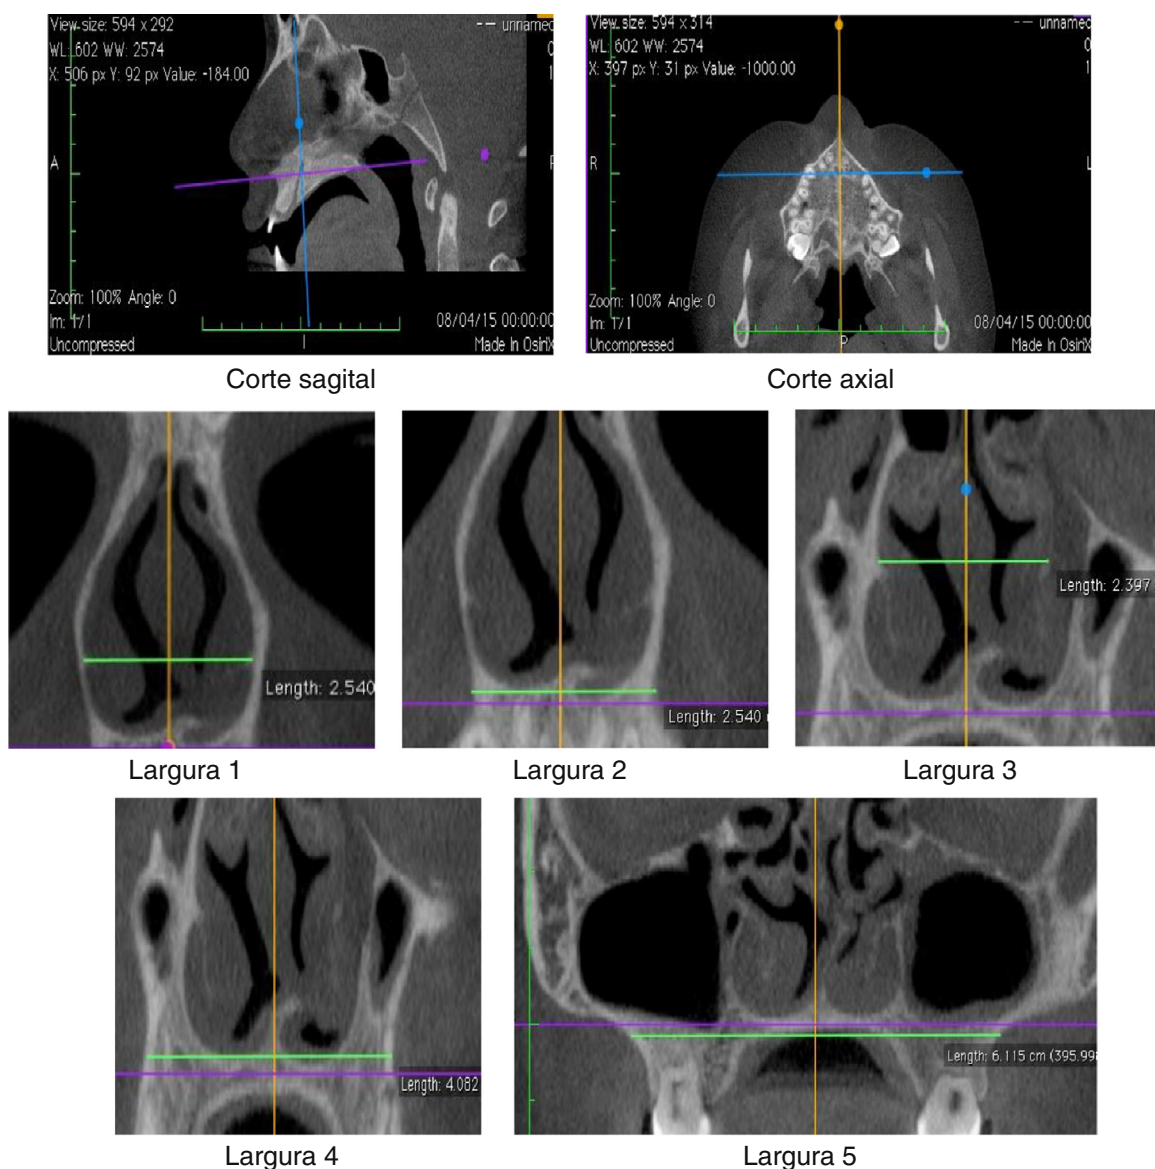 View size: 594 x 292
WL: 602 WW: 2574
X: 506 px Y: 92 px Value: -184.00
unnamed
A
Zoom: 100% Angle: 0
Im: 1/1
Uncompressed
I
08/04/15 00:00:00
Made In OsiriX
Corte sagital
View size: 594 x 314
WL: 602 WW: 2574
X: 397 px Y: 31 px Value: -1000.00
unnamed
R
L
Zoom: 100% Angle: 0
Im: 1/1
Uncompressed
P
08/04/15 00:00:00
Made In OsiriX
Corte axial
Length: 2.540
Largura 1
Length: 2.540
Largura 2
Length: 2.397
Largura 3
Length: 4.082
Largura 4
Length: 6.115 cm (395.998
Largura 5